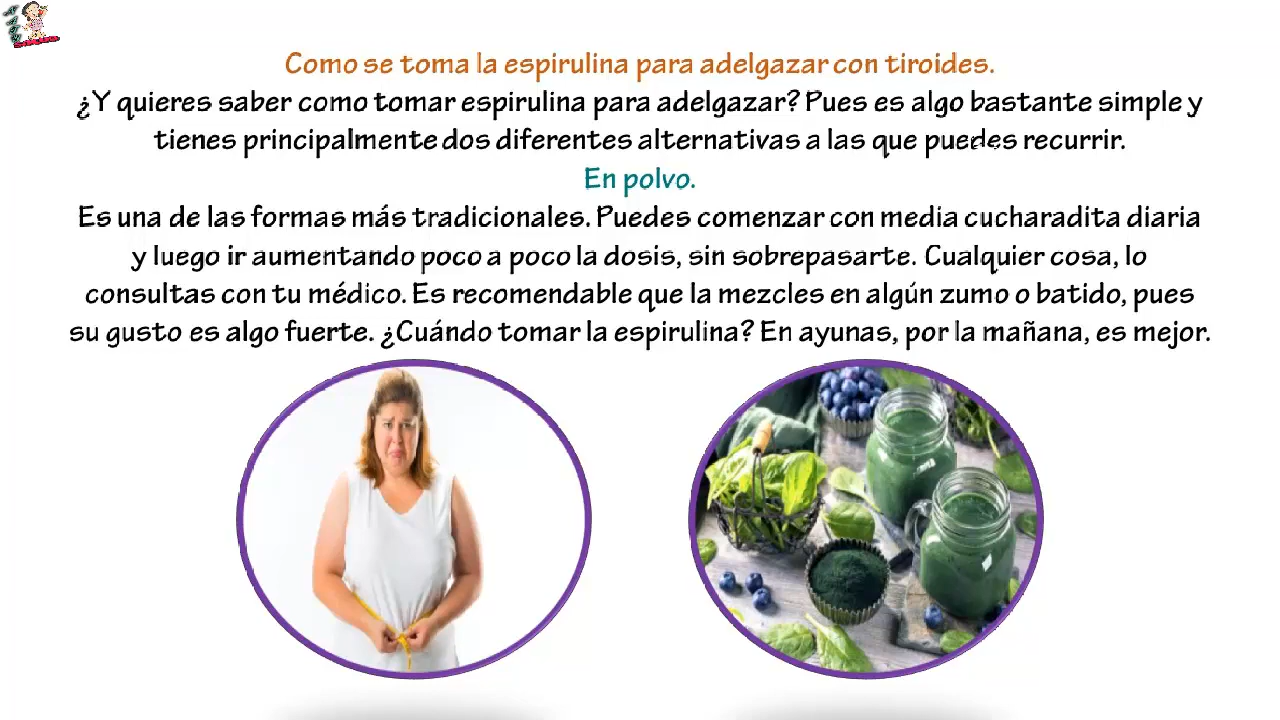 Como se toma la espirulina para adelgazar con tiroides.
¿Y quieres saber como tomar espirulina para adelgazar? Pues es algo bastante simple y
tienes principalmente dos diferentes alternativas a las que puedes recurrir.
En polvo.
Es una de las formas más tradicionales. Puedes comenzar con media cucharadita diaria
y luego ir aumentando poco a poco la dosis, sin sobrepasarte. Cualquier cosa, lo
consultas con tu médico. Es recomendable que la mezcles en algún zumo o batido, pues
su gusto es algo fuerte. ¿Cuándo tomar la espirulina? En ayunas, por la mañana, es mejor.